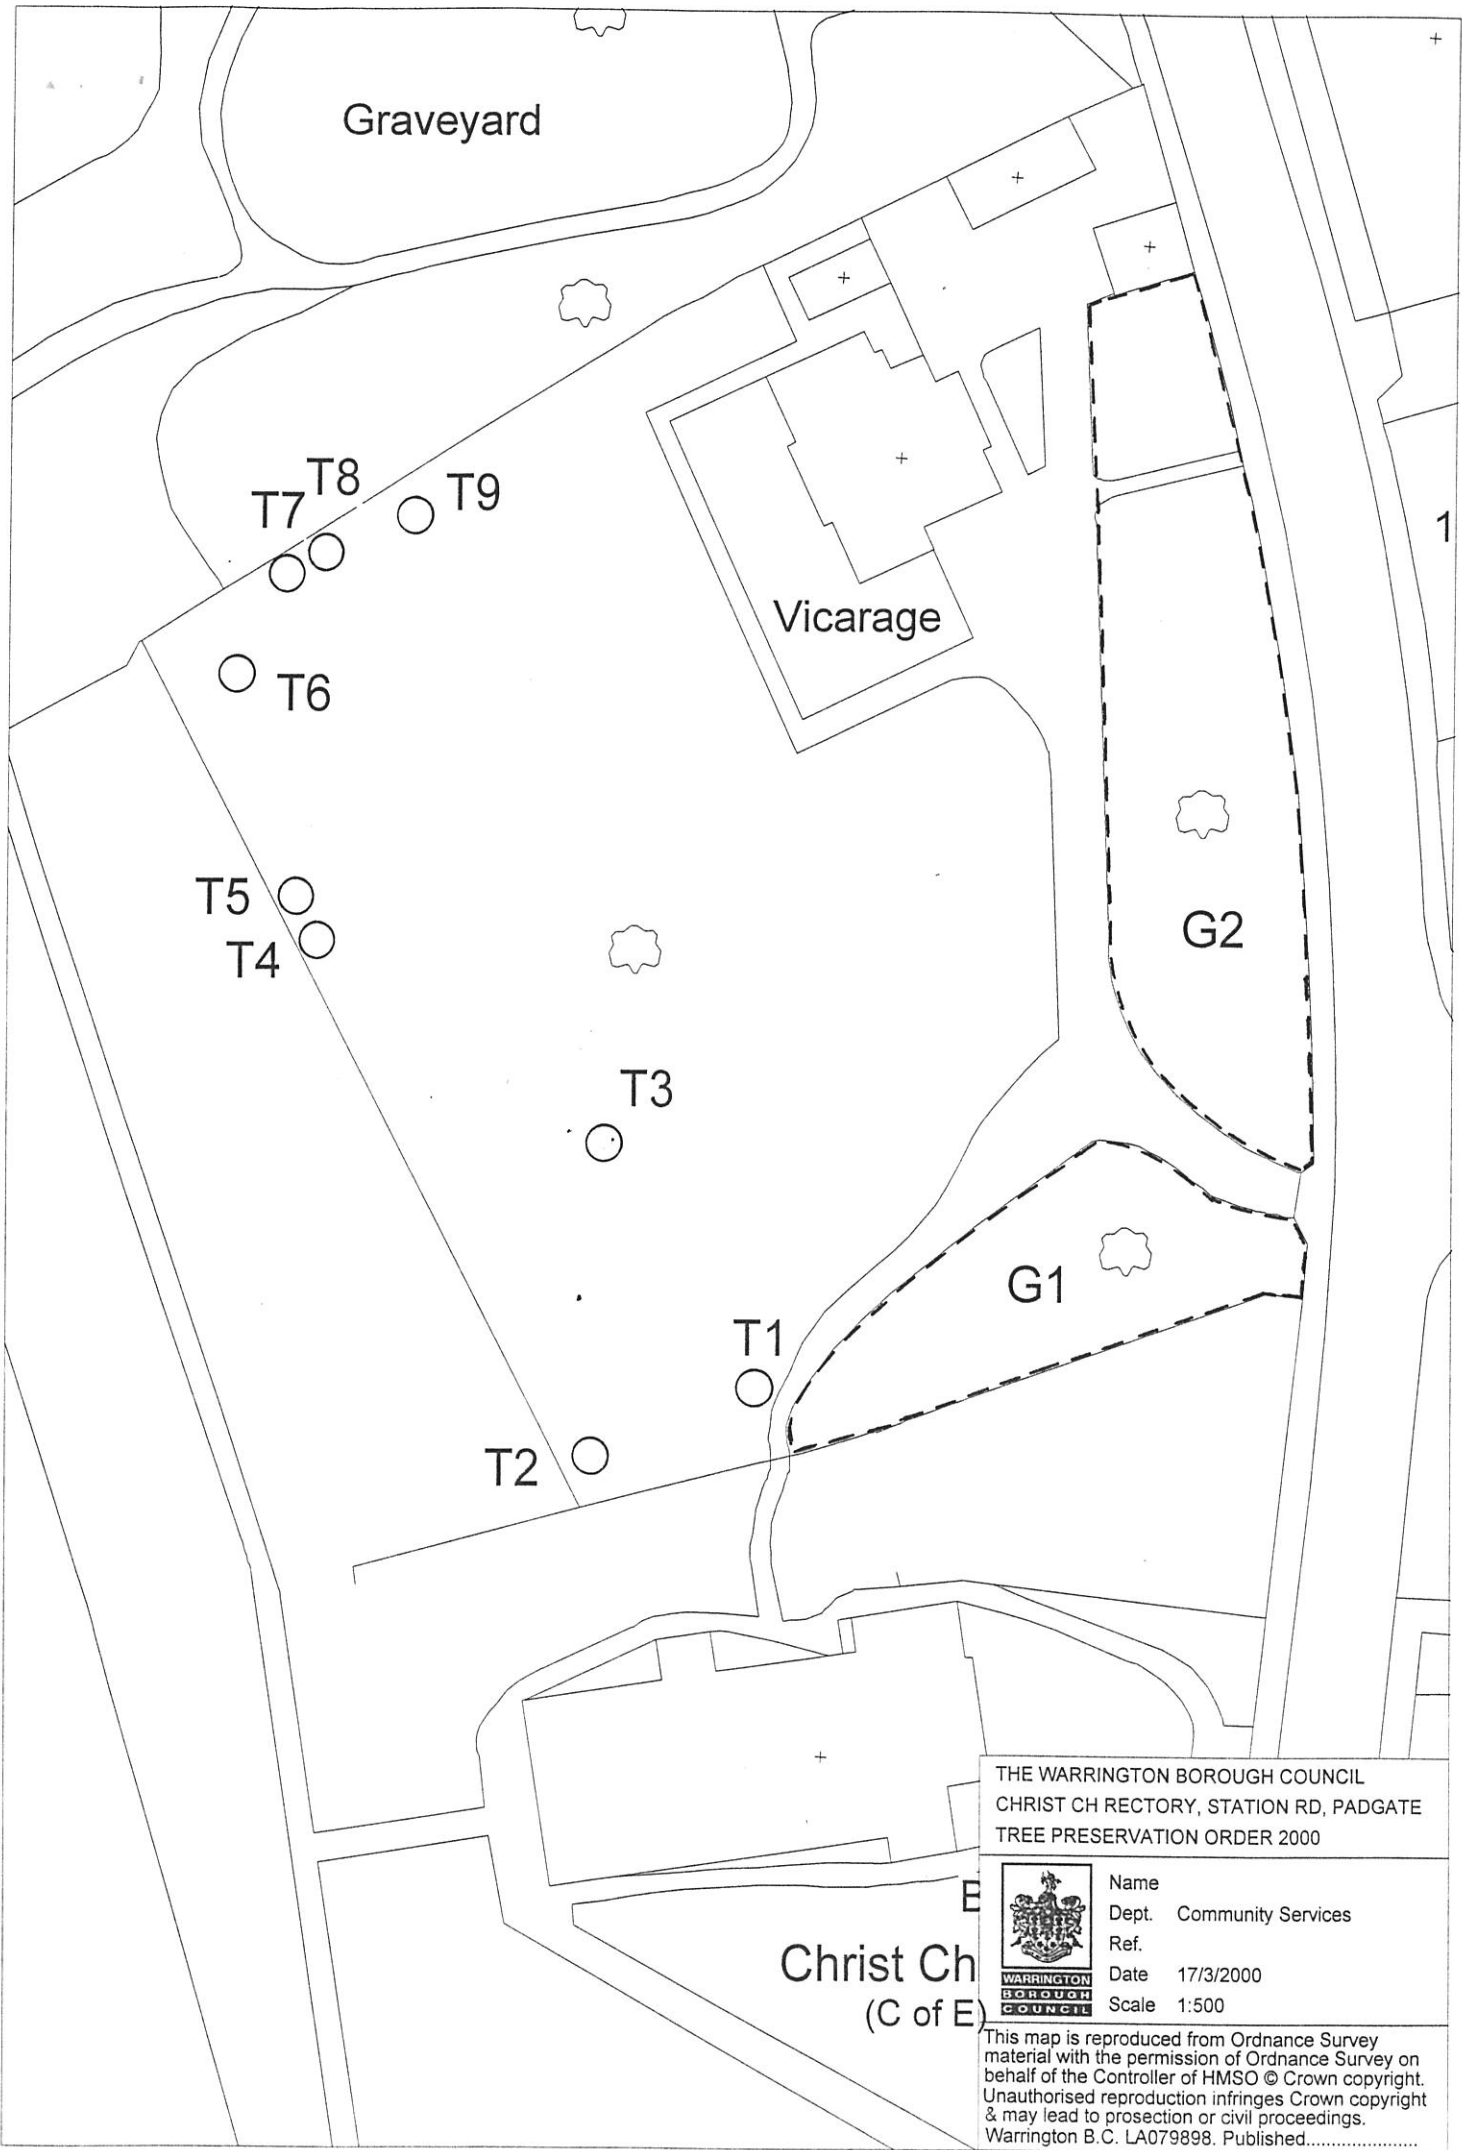 Graveyard
T8
T7
T9
T6
Vicarage
1
T5
T4
G2
T3
G1
T1
T2
THE WARRINGTON BOROUGH COUNCIL
CHRIST CH RECTORY, STATION RD, PADGATE
TREE PRESERVATION ORDER 2000
Name
Dept. Community Services
Ref.
Date 17/3/2000
Scale 1:500
WARRINGTON
BOROUGH
COUNCIL
B
Christ Ch
(C of E)
This map is reproduced from Ordnance Survey
material with the permission of Ordnance Survey on
behalf of the Controller of HMSO © Crown copyright.
Unauthorised reproduction infringes Crown copyright
& may lead to prosection or civil proceedings.
Warrington B.C. LA079898. Published......................